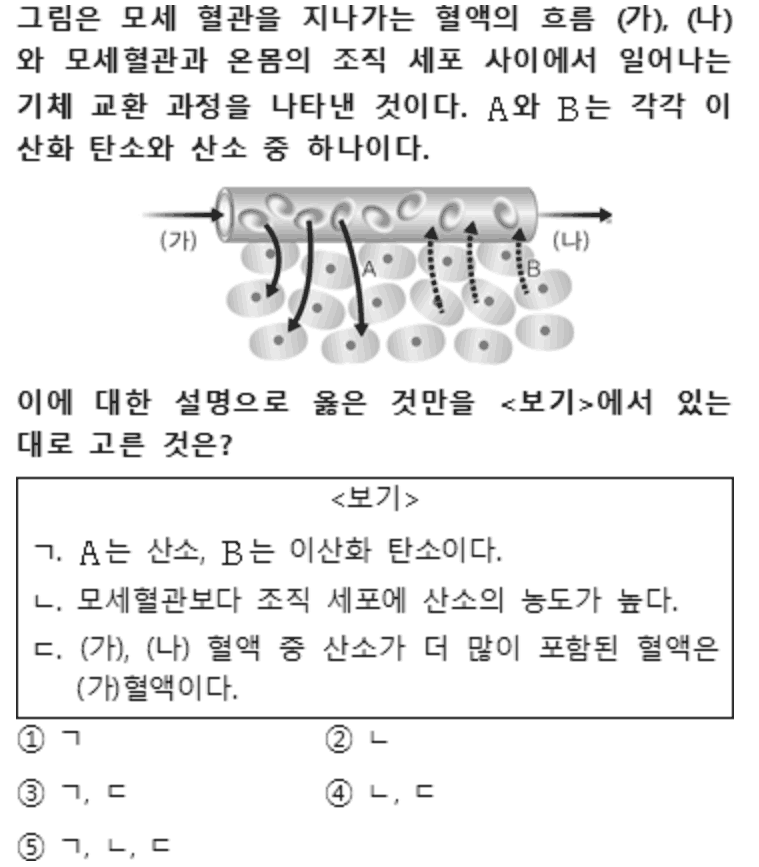 그림은 모세 혈관을 지나가는 혈액의 흐름 (가), (나)
와 모세혈관과 온몸의 조직 세포 사이에서 일어나는
기체 교환 과정을 나타낸 것이다. A와 B는 각각 이
산화 탄소와 산소 중 하나이다.
(가)
(나)
A
B
이에 대한 설명으로 옳은 것만을 <보기>에서 있는
대로 고른 것은?
<보기>
ㄱ. A는 산소, B는 이산화 탄소이다.
ㄴ. 모세혈관보다 조직 세포에 산소의 농도가 높다.
ㄷ. (가), (나) 혈액 중 산소가 더 많이 포함된 혈액은
(가)혈액이다.
① ㄱ
② ㄴ
③ ㄱ, ㄷ
④ ㄴ, ㄷ
⑤ ㄱ, ㄴ, ㄷ